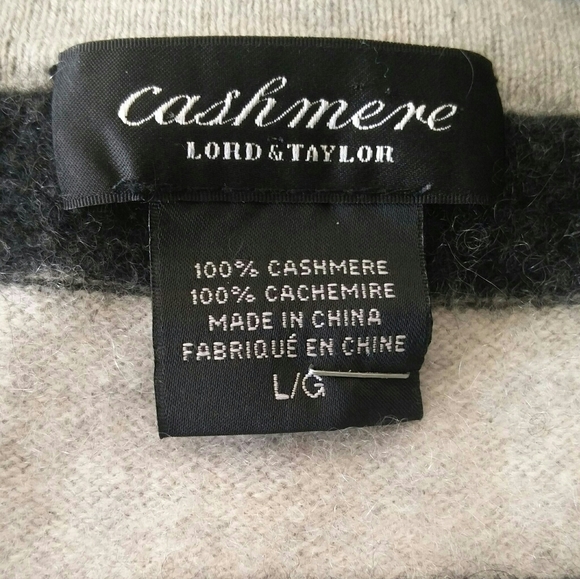 cashmere
LORD & TAYLOR
100% CASHMERE
100% CACHEMIRE
MADE IN CHINA
FABRIQUÉ EN CHINE
L/G